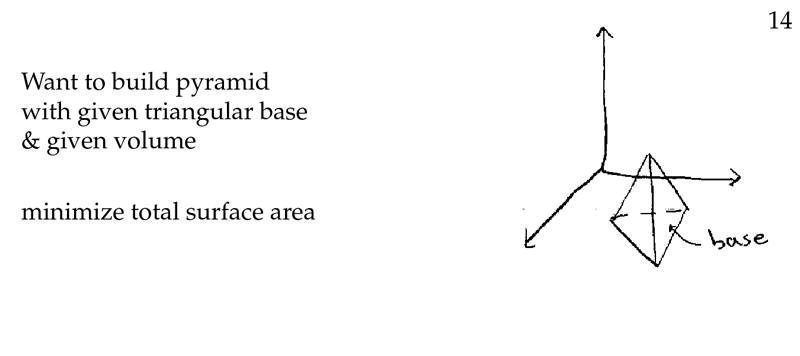 14
Want to build pyramid
with given triangular base
& given volume
minimize total surface area
base